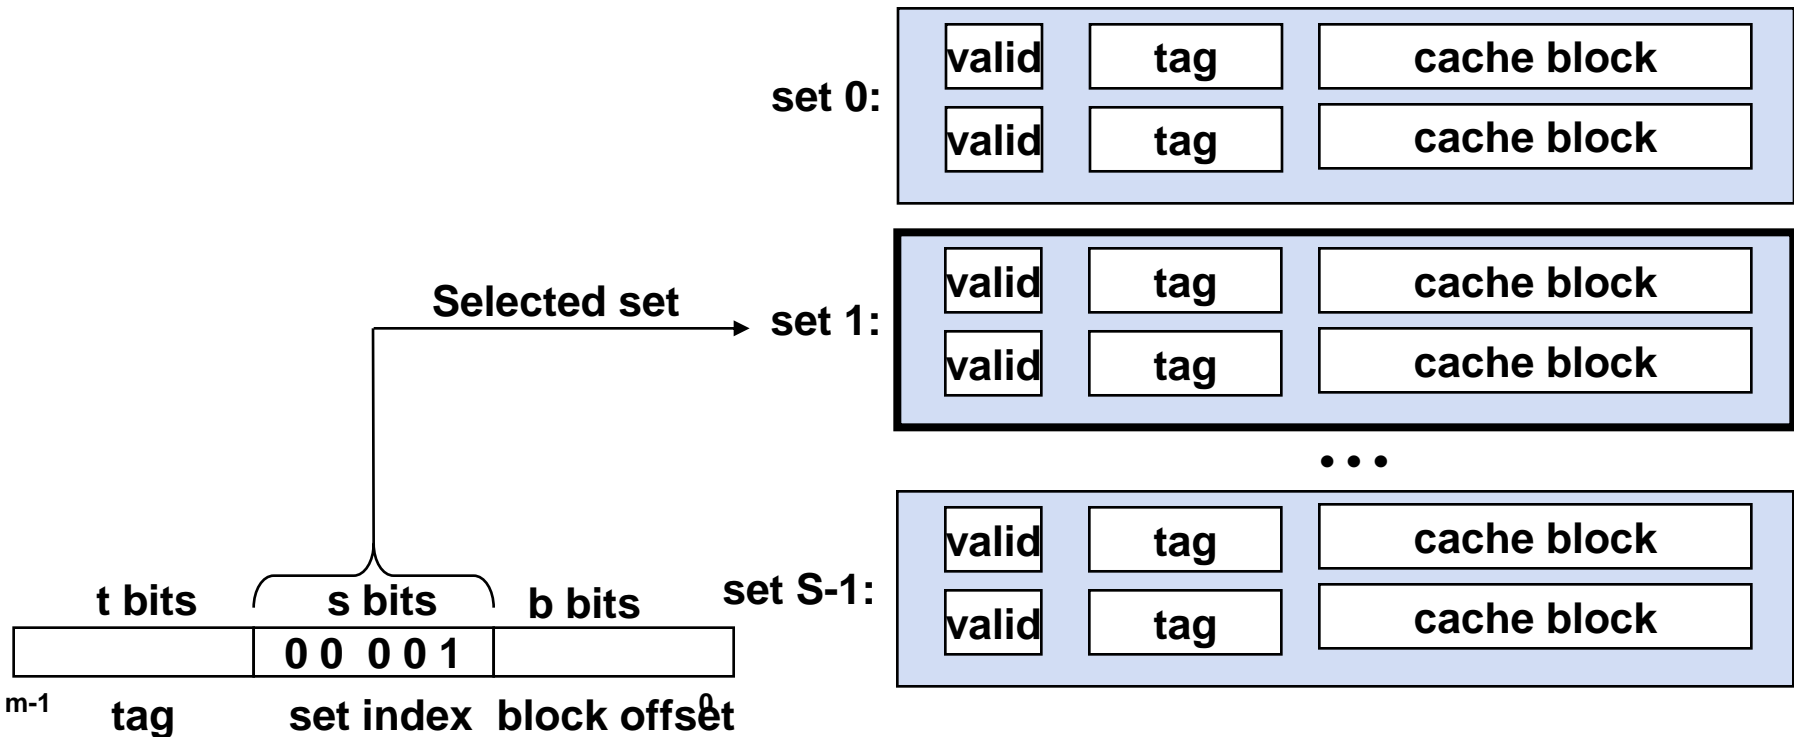 valid tag cache block
set 0:
valid tag cache block
valid tag cache block
Selected set
set 1:
valid tag cache block
• • •
valid tag cache block
t bits s bits b bits
set S-1:
valid tag cache block
0 0 0 0 1
m-1 0
tag set index block offset